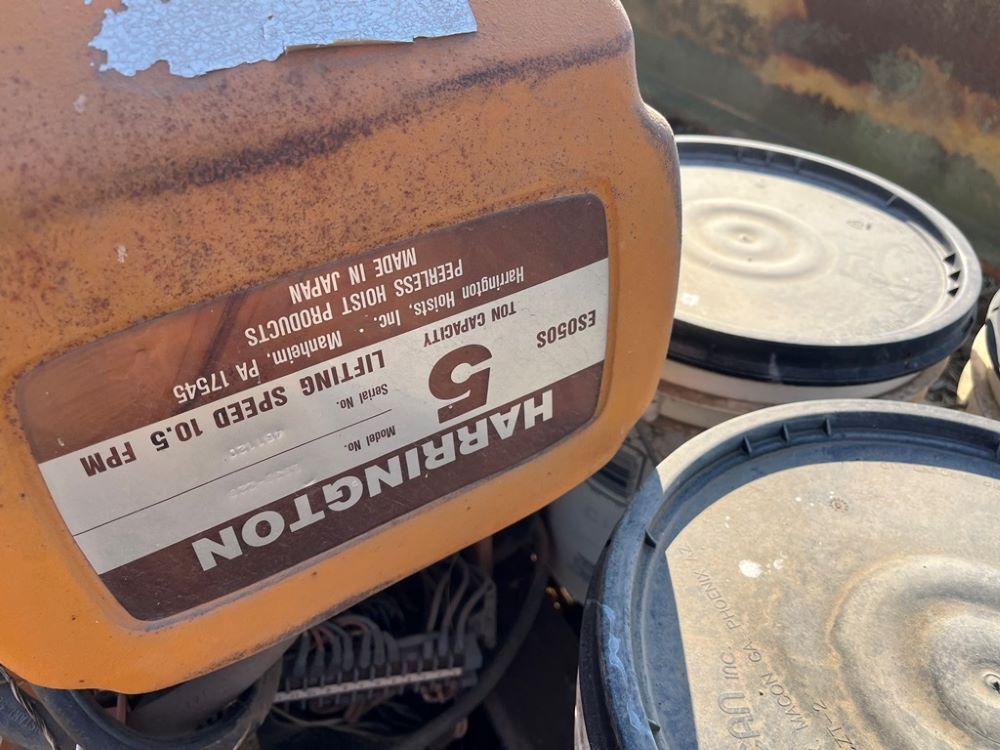 HARRINGTON
5
TON CAPACITY
ES050S
Model No.
Serial No.
LIFTING SPEED 10.5 FPM
Harrington Hoists, Inc. · Manheim, PA 17545
PEERLESS HOIST PRODUCTS
MADE IN JAPAN
INC. PHOENIX
MACON GA.